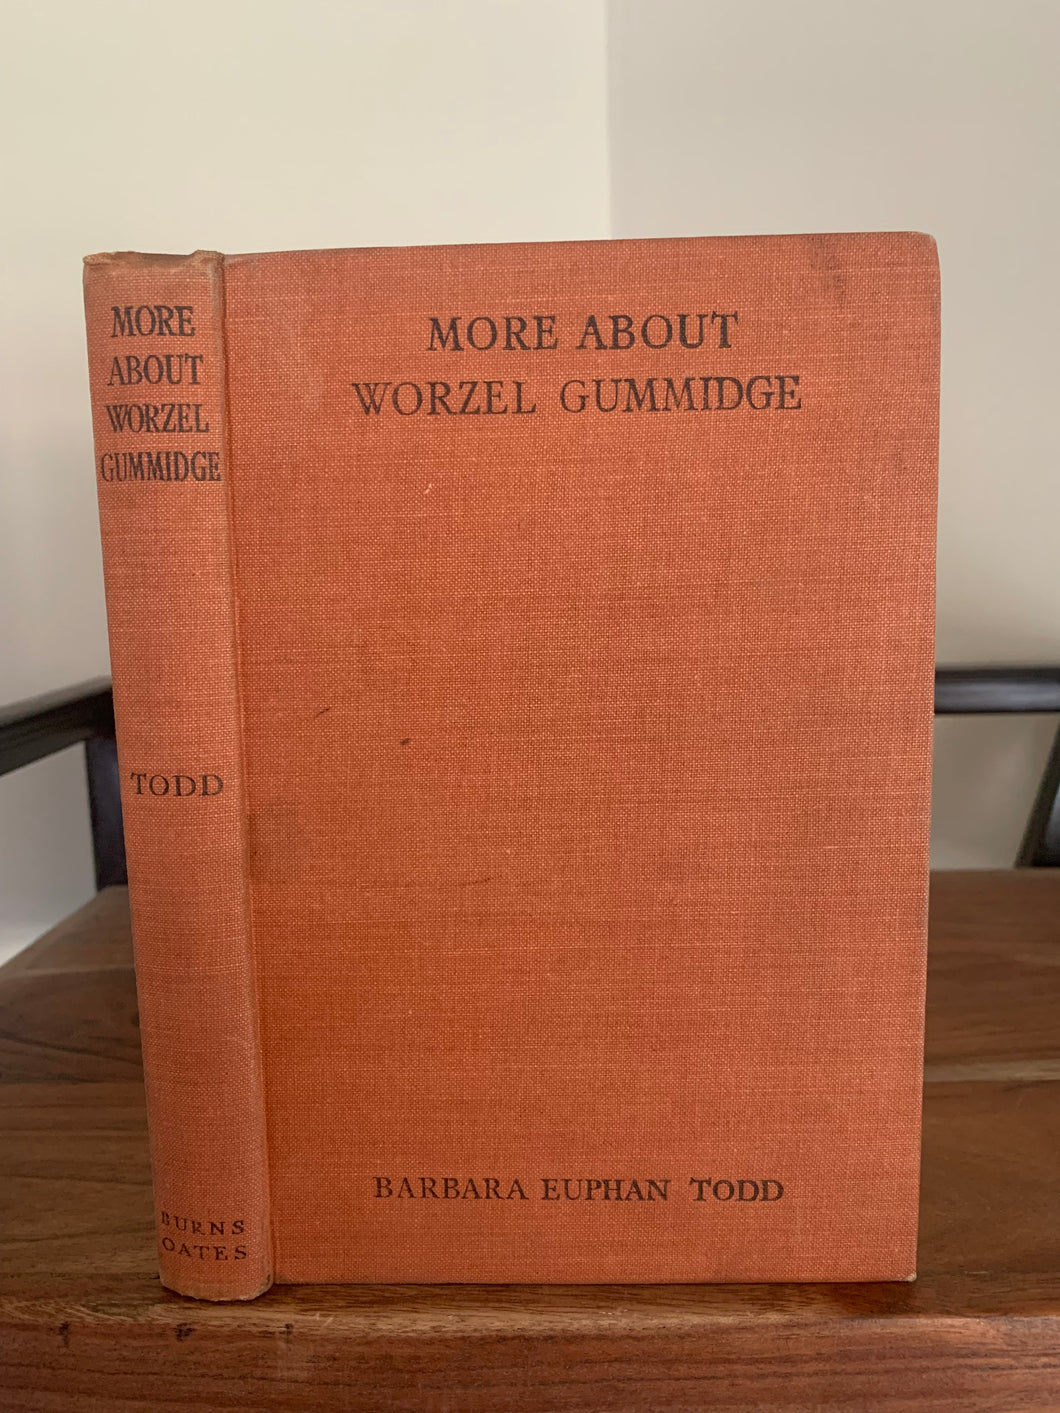 MORE
ABOUT
WORZEL
GUMMIDGE
TODD
BURNS
OATES
MORE ABOUT
WORZEL GUMMIDGE
BARBARA EUPHAN TODD